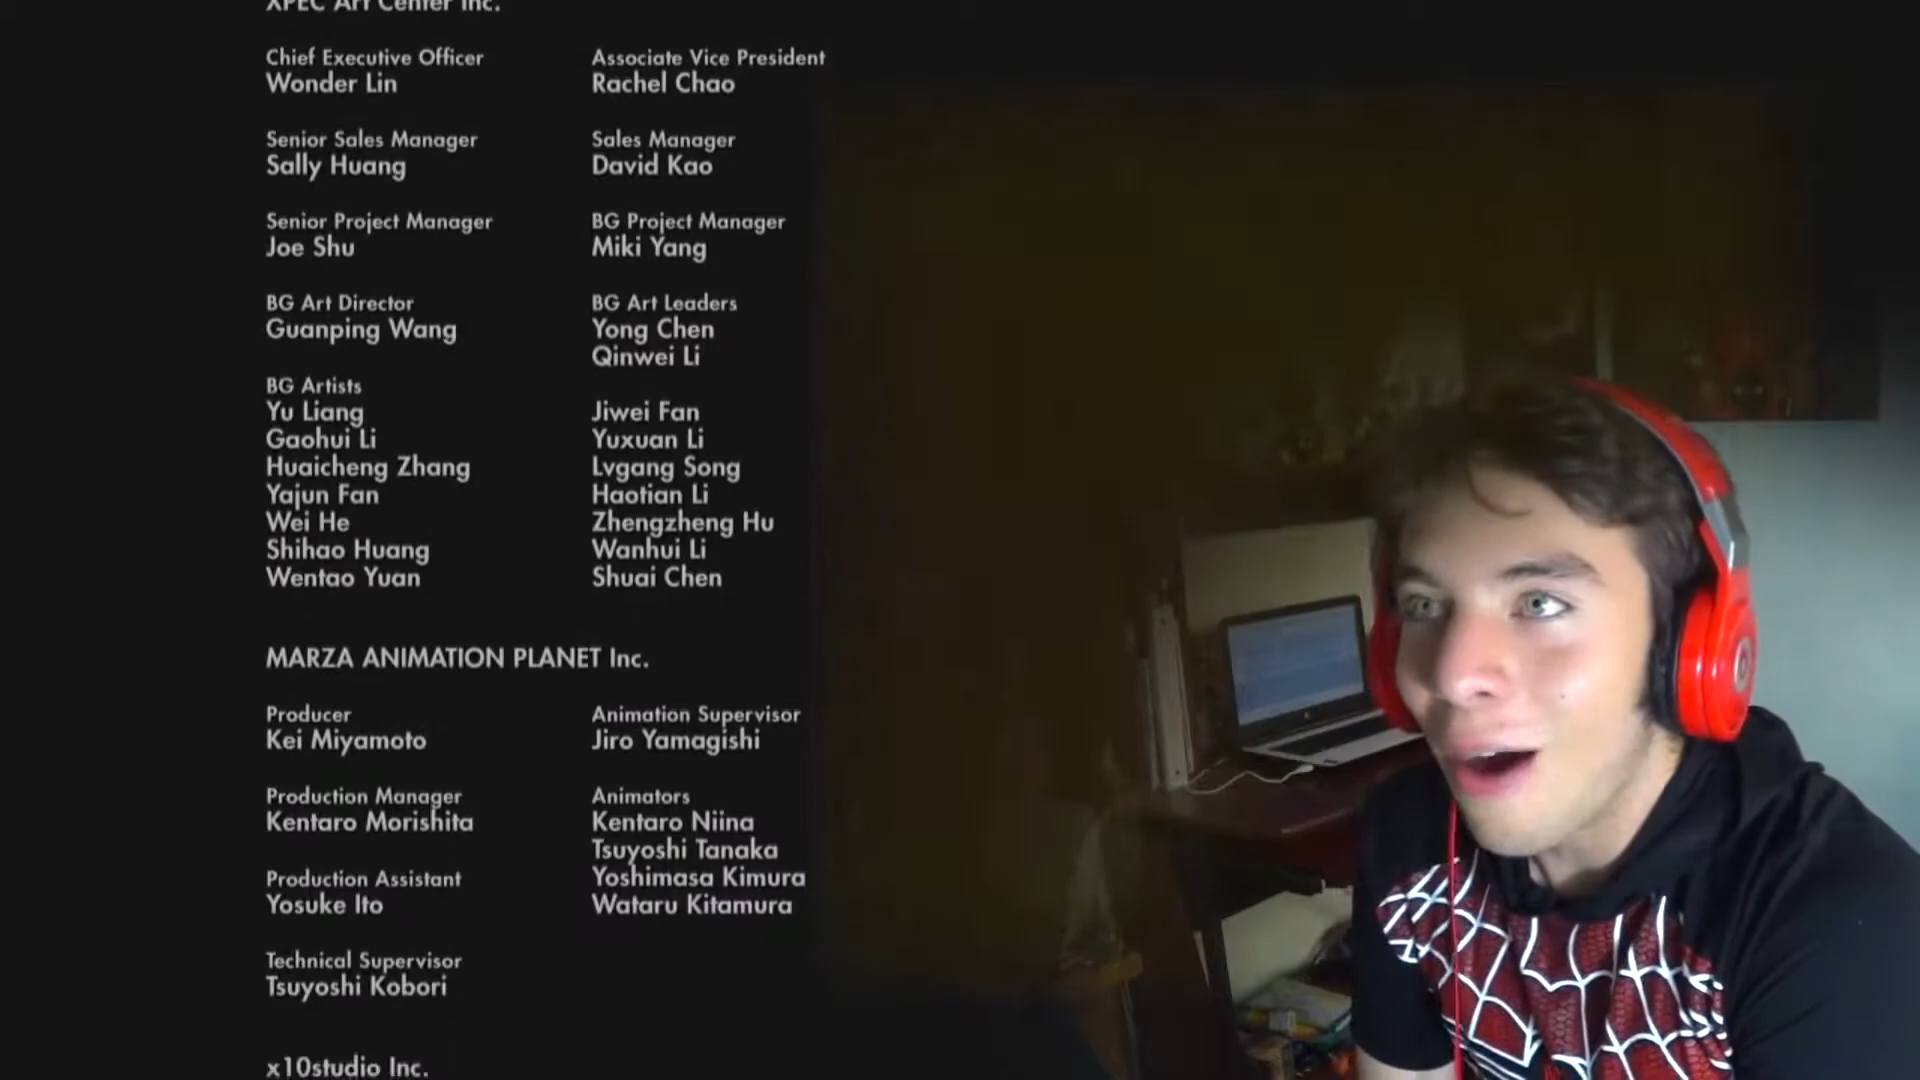 XPEC Art Center Inc.
Chief Executive Officer
Wonder Lin
Associate Vice President
Rachel Chao
Senior Sales Manager
Sally Huang
Sales Manager
David Kao
Senior Project Manager
Joe Shu
BG Project Manager
Miki Yang
BG Art Director
Guanping Wang
BG Art Leaders
Yong Chen
Qinwei Li
BG Artists
Yu Liang
Gaohui Li
Huaicheng Zhang
Yajun Fan
Wei He
Shihao Huang
Wentao Yuan
Jiwei Fan
Yuxuan Li
Lvgang Song
Haotian Li
Zhengzheng Hu
Wanhui Li
Shuai Chen
MARZA ANIMATION PLANET Inc.
Producer
Kei Miyamoto
Animation Supervisor
Jiro Yamagishi
Production Manager
Kentaro Morishita
Animators
Kentaro Niina
Tsuyoshi Tanaka
Yoshimasa Kimura
Wataru Kitamura
Production Assistant
Yosuke Ito
Technical Supervisor
Tsuyoshi Kobori
x10studio Inc.